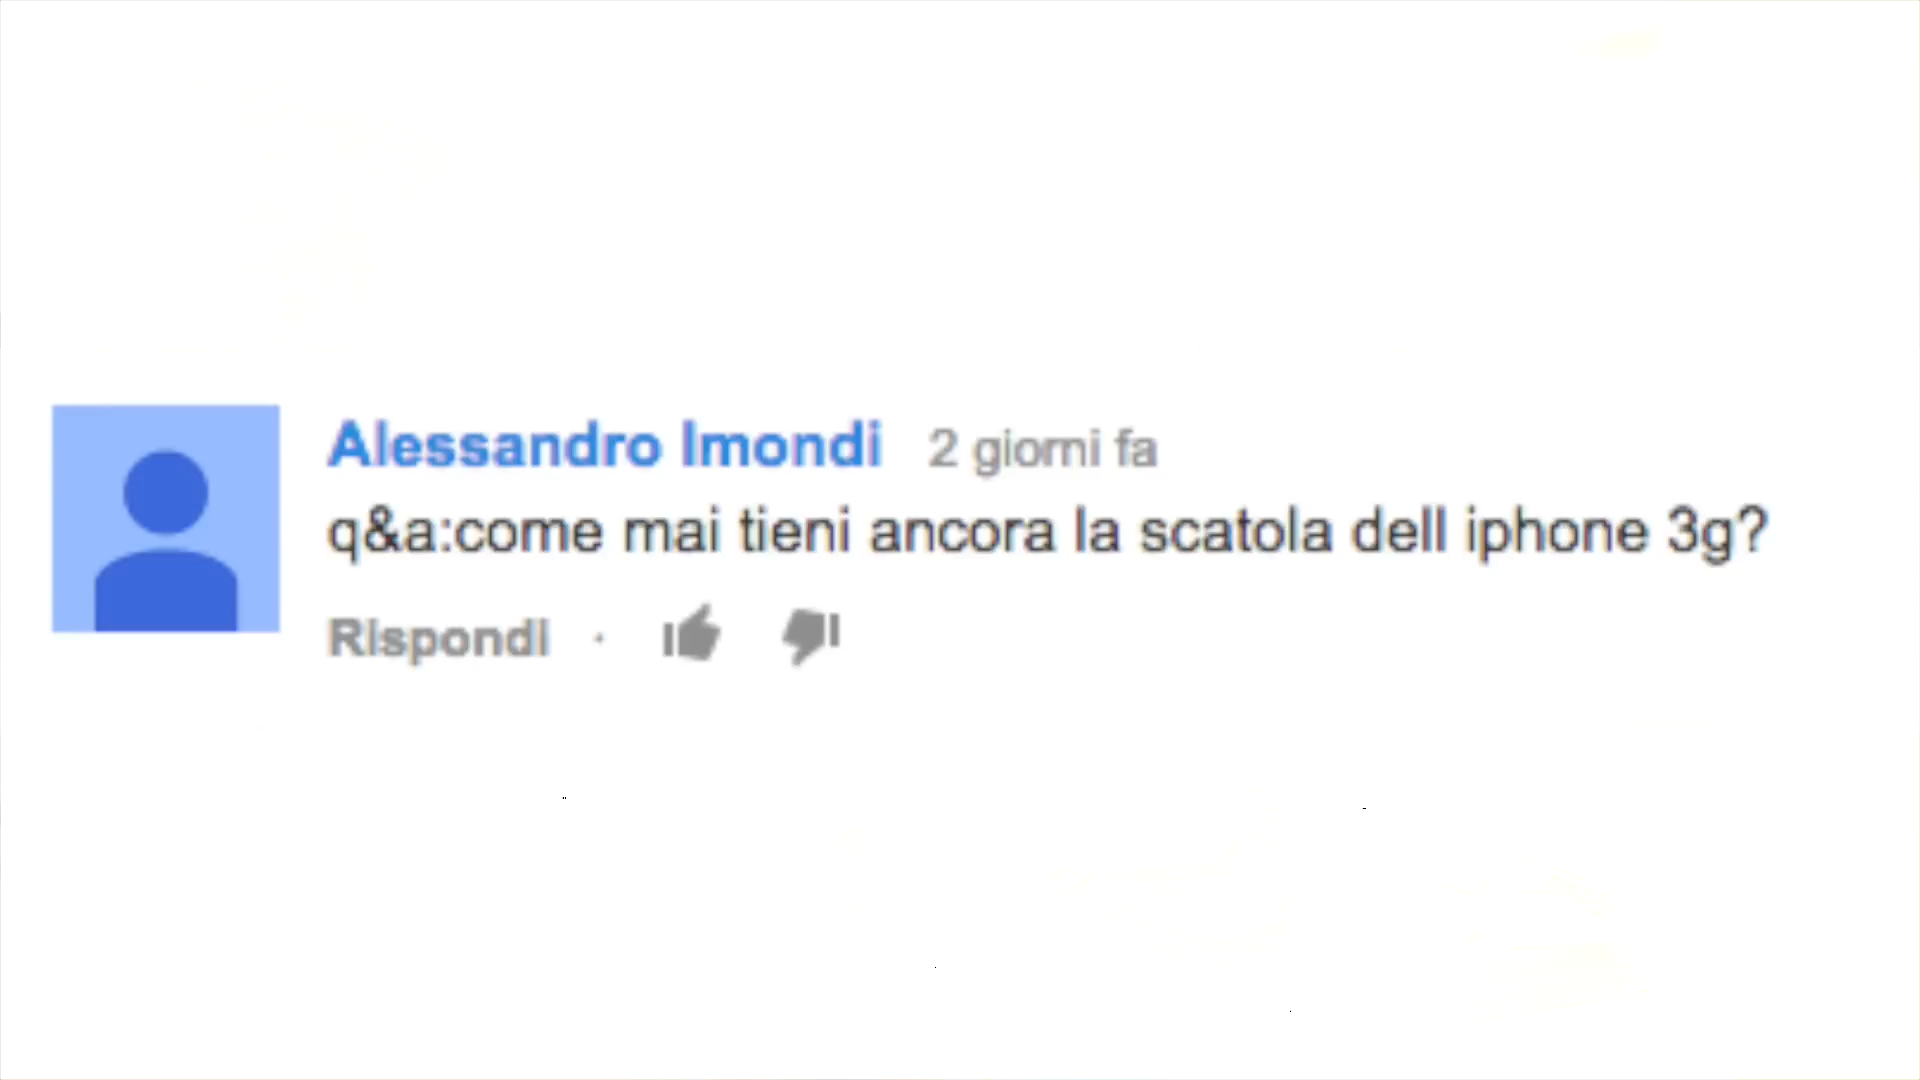 Alessandro Imondi 2 giorni fa
q&a:come mai tieni ancora la scatola dell iphone 3g?
Rispondi ·